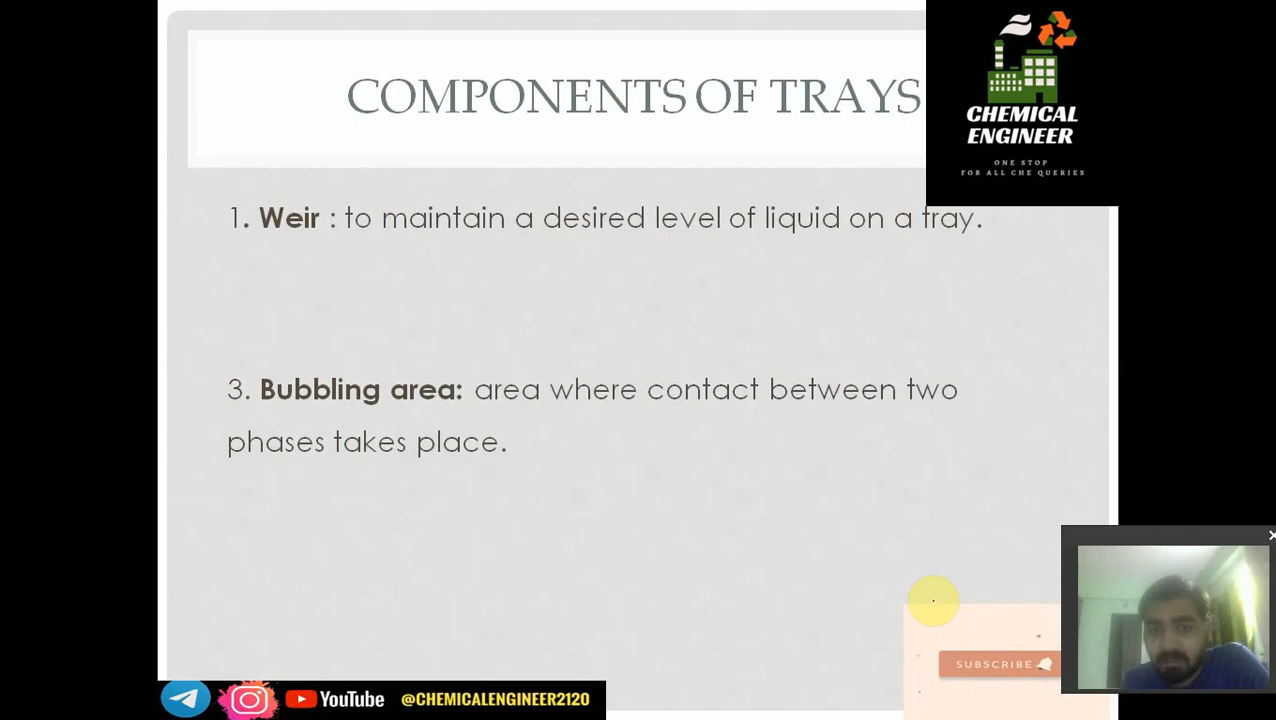 COMPONENTS OF TRAYS
CHEMICAL
ENGINEER
ONE STOP
FOR ALL CHE QUERIES
1. Weir : to maintain a desired level of liquid on a tray.
3. Bubbling area: area where contact between two
phases takes place.
SUBSCRIBE
YouTube @CHEMICALENGINEER2120